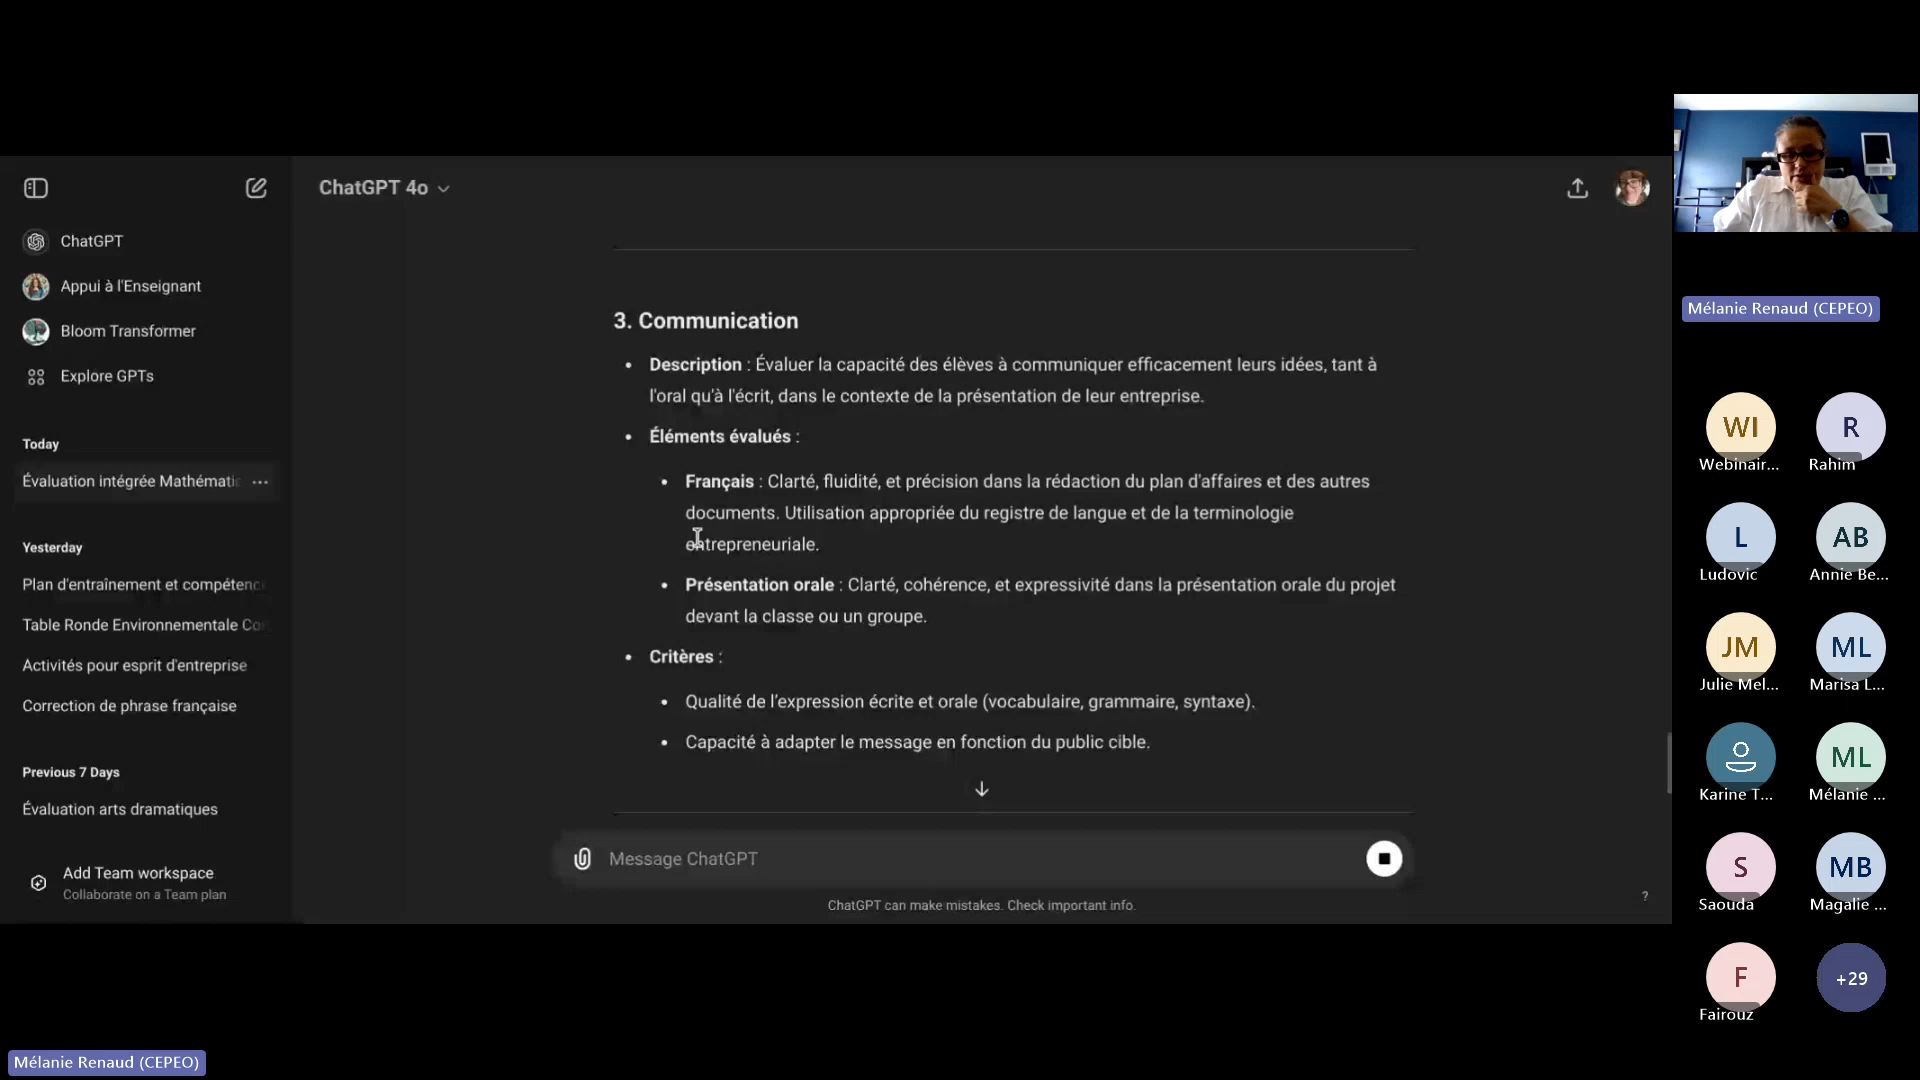 ChatGPT 4o
ChatGPT
Appui à l'Enseignant
Bloom Transformer
Explore GPTs
Today
Évaluation intégrée Mathémati
Yesterday
Plan d'entraînement et compétenc
Table Ronde Environnementale Co
Activités pour esprit d'entreprise
Correction de phrase française
Previous 7 Days
Évaluation arts dramatiques
Add Team workspace
Collaborate on a Team plan
3. Communication
• Description : Évaluer la capacité des élèves à communiquer efficacement leurs idées, tant à
l'oral qu'à l'écrit, dans le contexte de la présentation de leur entreprise.
• Éléments évalués :
• Français : Clarté, fluidité, et précision dans la rédaction du plan d'affaires et des autres
documents. Utilisation appropriée du registre de langue et de la terminologie
entrepreneuriale.
• Présentation orale : Clarté, cohérence, et expressivité dans la présentation orale du projet
devant la classe ou un groupe.
• Critères :
• Qualité de l’expression écrite et orale (vocabulaire, grammaire, syntaxe).
• Capacité à adapter le message en fonction du public cible.
Message ChatGPT
ChatGPT can make mistakes. Check important info.
?
Mélanie Renaud (CEPEO)
WI
Webinair...
R
Rahim
L
Ludovic
AB
Annie Be...
JM
Julie Mel...
ML
Marisa L...
Karine T...
ML
Mélanie ...
S
Saouda
MB
Magalie ...
F
Fairouz
+29
Mélanie Renaud (CEPEO)